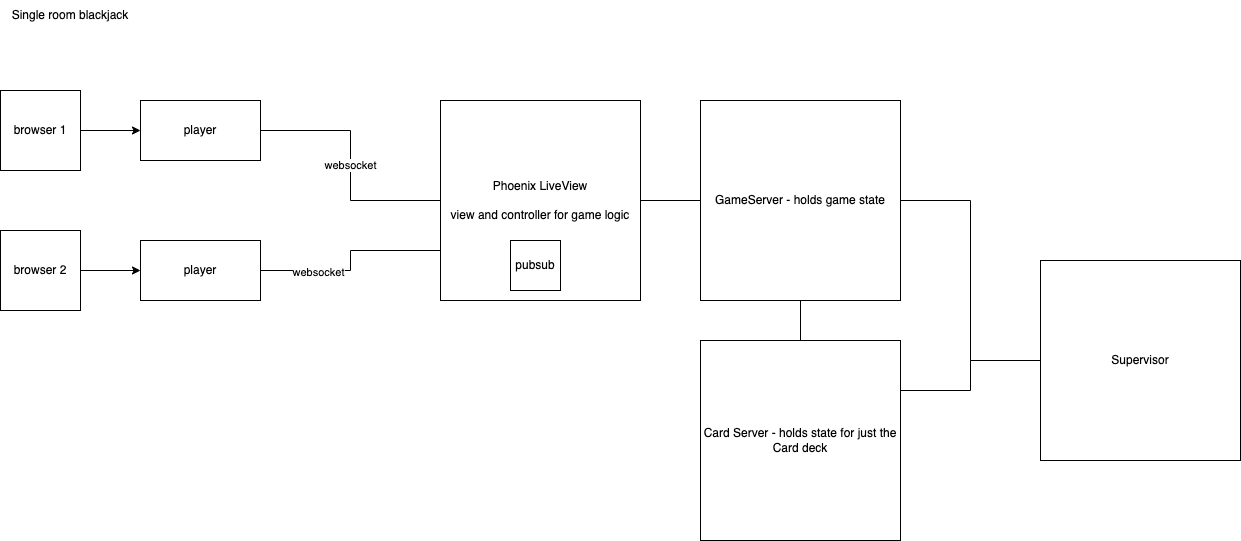 Single room blackjack
browser 1
player
websocket
Phoenix LiveView
view and controller for game logic
pubsub
GameServer - holds game state
browser 2
player
websocket
Card Server - holds state for just the
Card deck
Supervisor